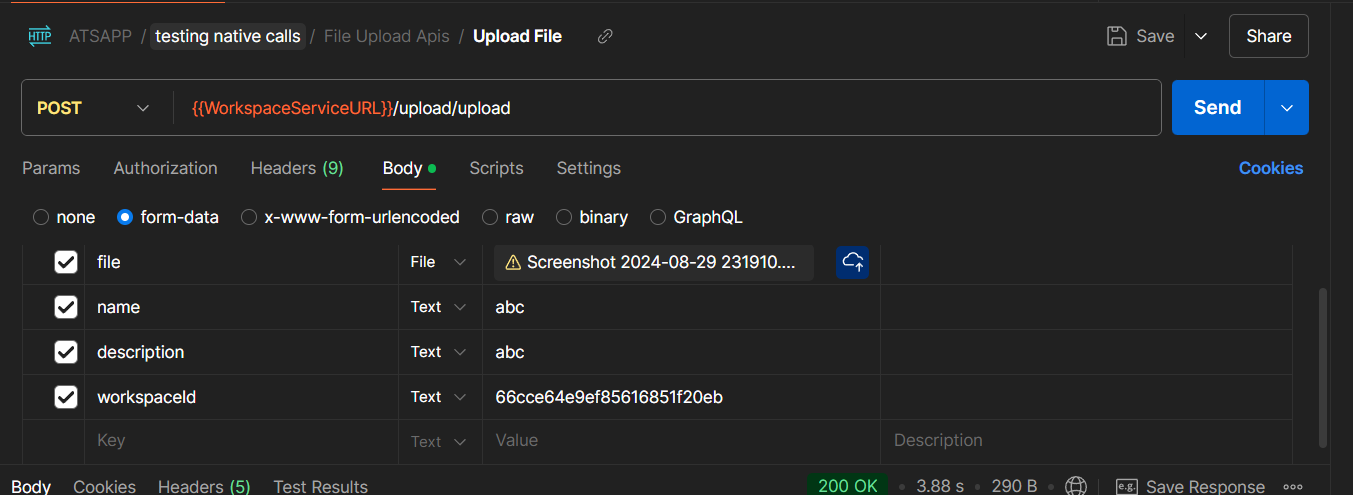 HTTP ATSAPP / testing native calls / File Upload Apis / Upload File Save Share
POST {{WorkspaceServiceURL}}/upload/upload Send
Params Authorization Headers (9) Body Scripts Settings Cookies
none form-data x-www-form-urlencoded raw binary GraphQL
file File Screenshot 2024-08-29 231910....
name Text abc
description Text abc
workspaceId Text 66cce64e9ef85616851f20eb
Key Text Value Description
Body Cookies Headers (5) Test Results 200 OK 3.88 s 290 B e.g. Save Response